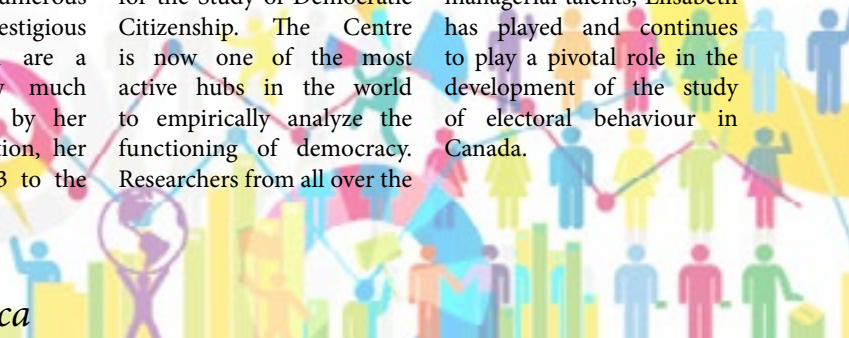 estigious
are a
much
by her
her
3 to the
for the Study of Democratic
Citizenship. The Centre
is now one of the most
active hubs in the world
to empirically analyze the
functioning of democracy.
Researchers from all over the
managerial talents, Elisabeth
has played and continues
to play a pivotal role in the
development of the study
of electoral behaviour in
Canada.
ca